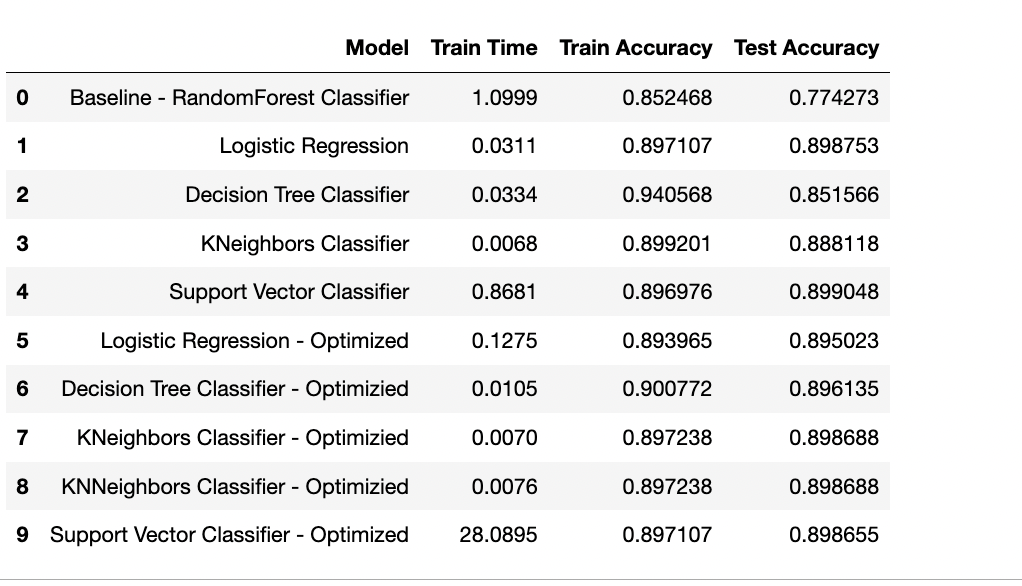 Model Train Time Train Accuracy Test Accuracy
0 Baseline - RandomForest Classifier 1.0999 0.852468 0.774273
1 Logistic Regression 0.0311 0.897107 0.898753
2 Decision Tree Classifier 0.0334 0.940568 0.851566
3 KNeighbors Classifier 0.0068 0.899201 0.888118
4 Support Vector Classifier 0.8681 0.896976 0.899048
5 Logistic Regression - Optimized 0.1275 0.893965 0.895023
6 Decision Tree Classifier - Optimizied 0.0105 0.900772 0.896135
7 KNeighbors Classifier - Optimizied 0.0070 0.897238 0.898688
8 KNNeighbors Classifier - Optimizied 0.0076 0.897238 0.898688
9 Support Vector Classifier - Optimized 28.0895 0.897107 0.898655